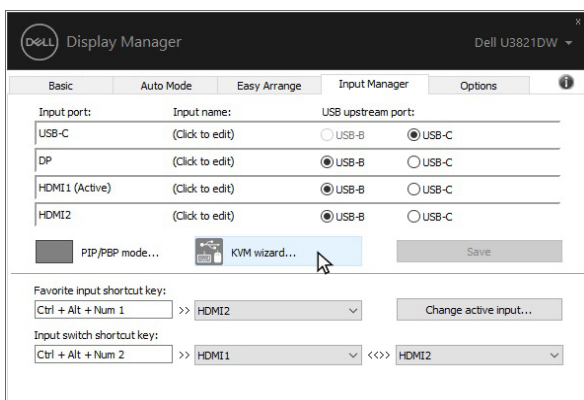 DELL Display Manager Dell U3821DW
x
Basic Auto Mode Easy Arrange Input Manager Options i
Input port: Input name: USB upstream port:
USB-C (Click to edit) USB-B USB-C
DP (Click to edit) USB-B USB-C
HDMI1 (Active) (Click to edit) USB-B USB-C
HDMI2 (Click to edit) USB-B USB-C
PIP/PBP mode... KVM wizard... Save
Favorite input shortcut key:
Ctrl + Alt + Num 1 >> HDMI2 Change active input...
Input switch shortcut key:
Ctrl + Alt + Num 2 >> HDMI1 <<>> HDMI2